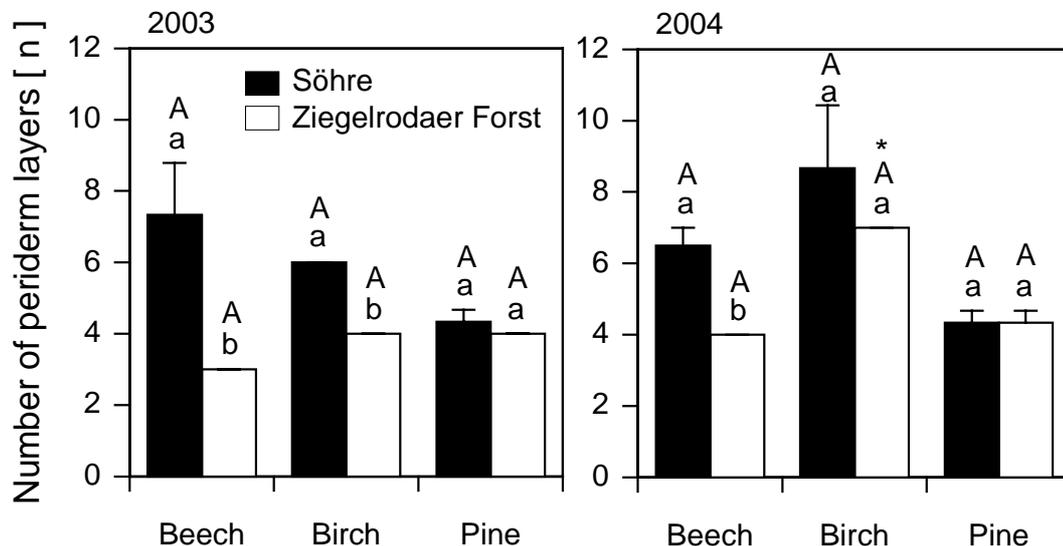 Number of periderm layers [ n ]
2003
12
10
8
6
4
2
0
Söhre
Ziegelrodaer Forst
A
a
A
b
A
a
A
b
A
a
A
a
Beech
Birch
Pine
2004
12
10
8
6
4
2
0
A
a
A
b
A
a
*
A
a
A
a
A
a
Beech
Birch
Pine